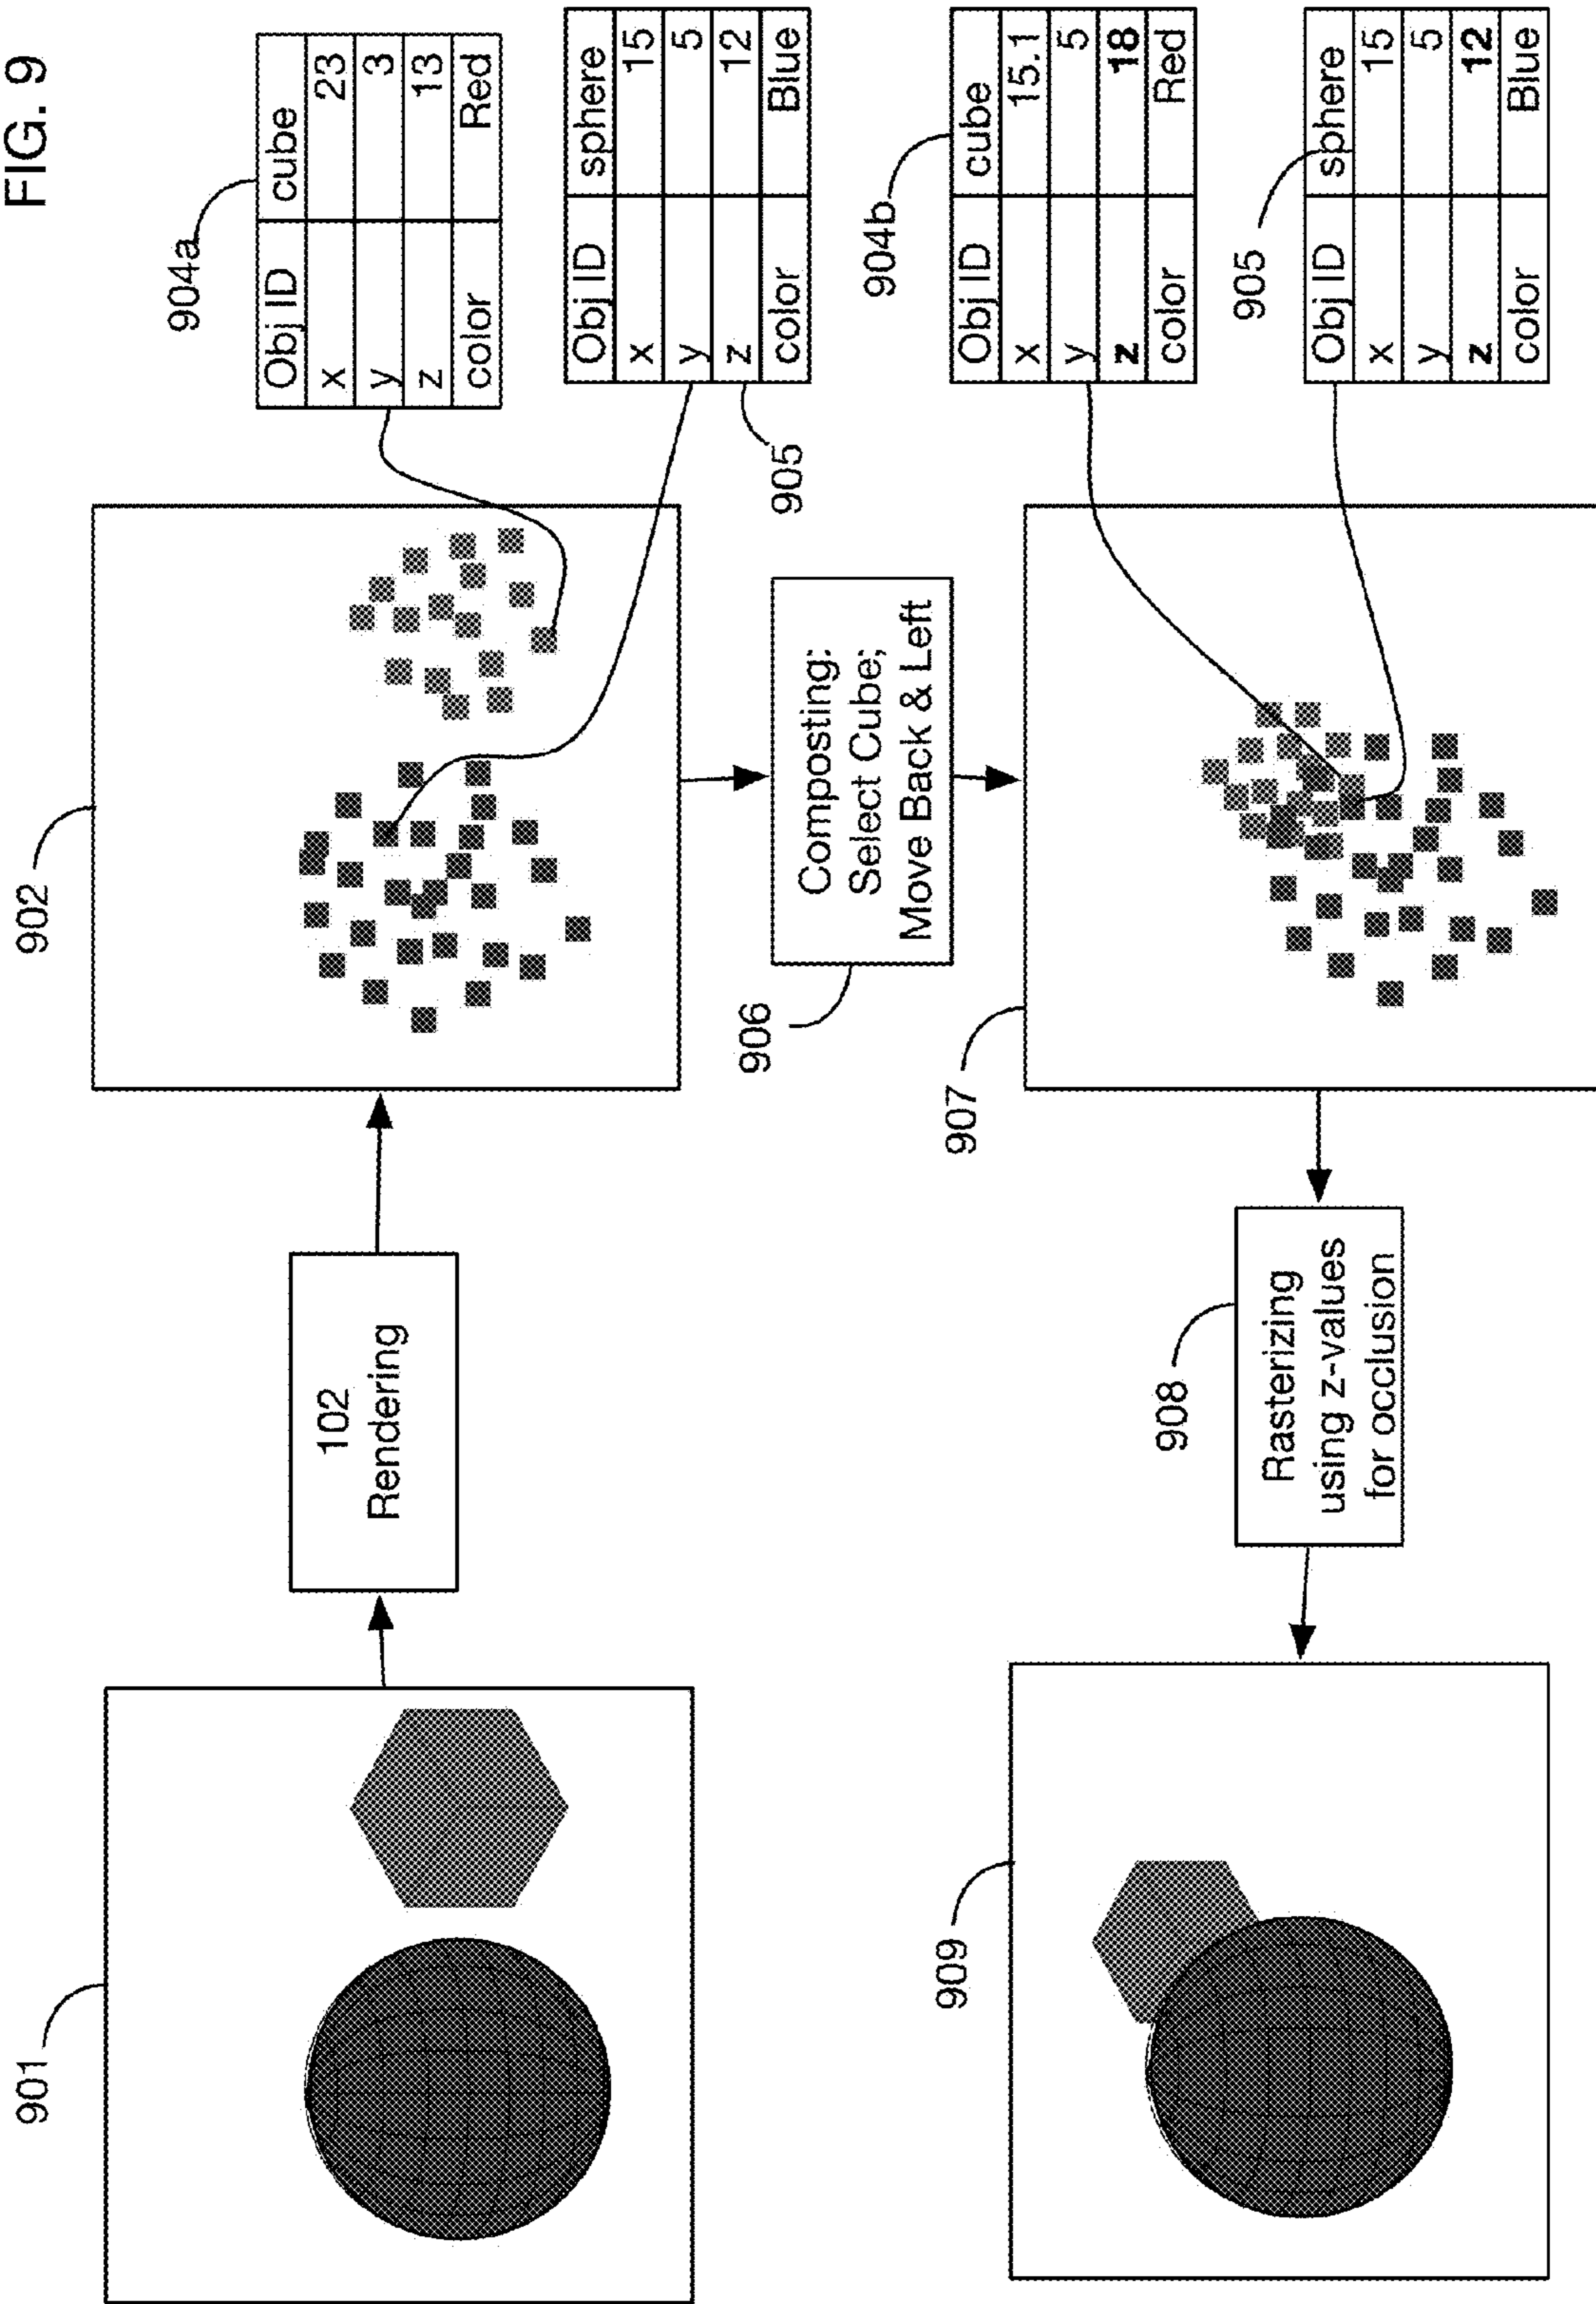 FIG. 9
901
102
Rendering
902
904a
Obj ID cube
x 23
y 3
z 13
color Red
Obj ID sphere
x 15
y 5
z 12
color Blue
905
906
Composting:
Select Cube;
Move Back & Left
907
904b
Obj ID cube
x 15.1
y 5
z 18
color Red
905
Obj ID sphere
x 15
y 5
z 12
color Blue
908
Rasterizing
using z-values
for occlusion
909